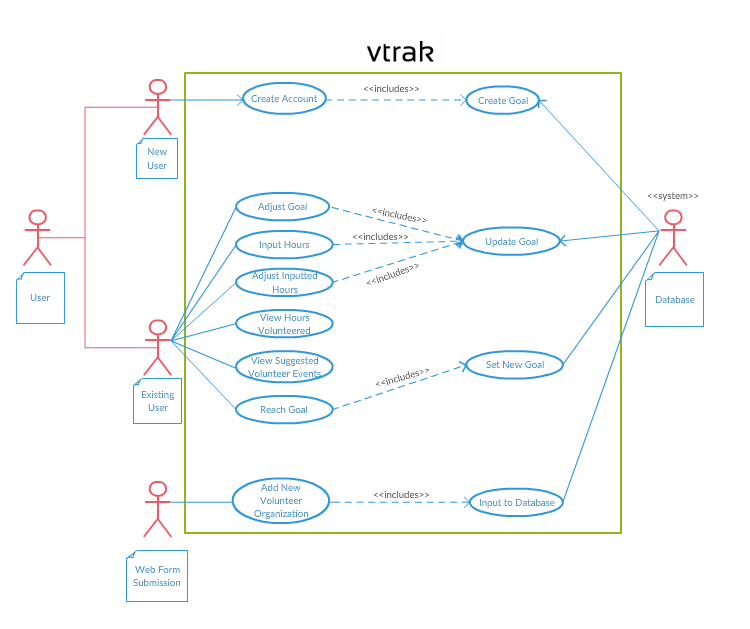 vtrak
Create Account
<<includes>>
Create Goal
New
User
<<system>>
Adjust Goal
<<includes>>
Input Hours
<<includes>>
Update Goal
Adjust Inputted
Hours
<<includes>>
User
Database
View Hours
Volunteered
View Suggested
Volunteer Events
<<includes>>
Set New Goal
Existing
User
Reach Goal
Add New
Volunteer
Organization
<<includes>>
Input to Database
Web Form
Submission